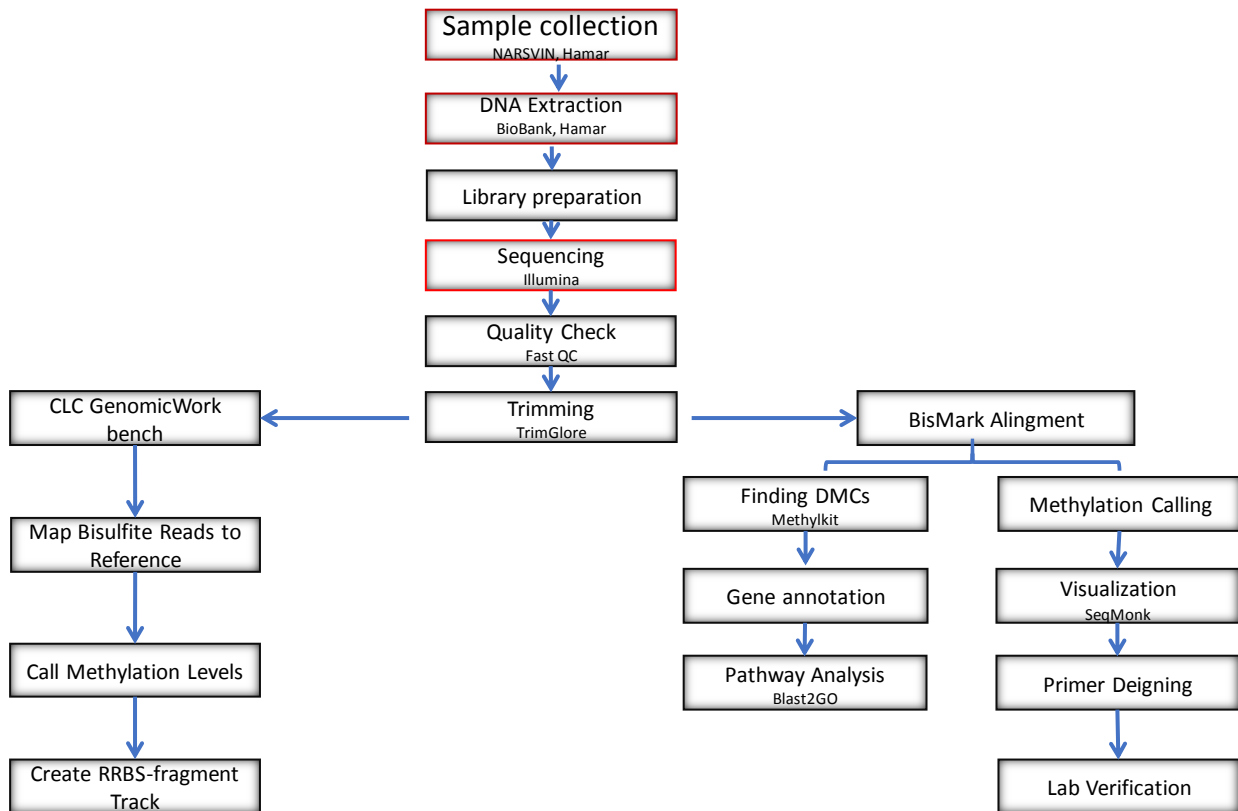 Sample collection
NARSVIN, Hamar
DNA Extraction
BioBank, Hamar
Library preparation
Sequencing
Illumina
Quality Check
Fast QC
Trimming
TrimGlore
CLC GenomicWork
bench
Map Bisulfite Reads to
Reference
Call Methylation Levels
Create RRBS-fragment
Track
BisMark Alingment
Finding DMCs
Methylkit
Gene annotation
Pathway Analysis
Blast2GO
Methylation Calling
Visualization
SeqMonk
Primer Deigning
Lab Verification